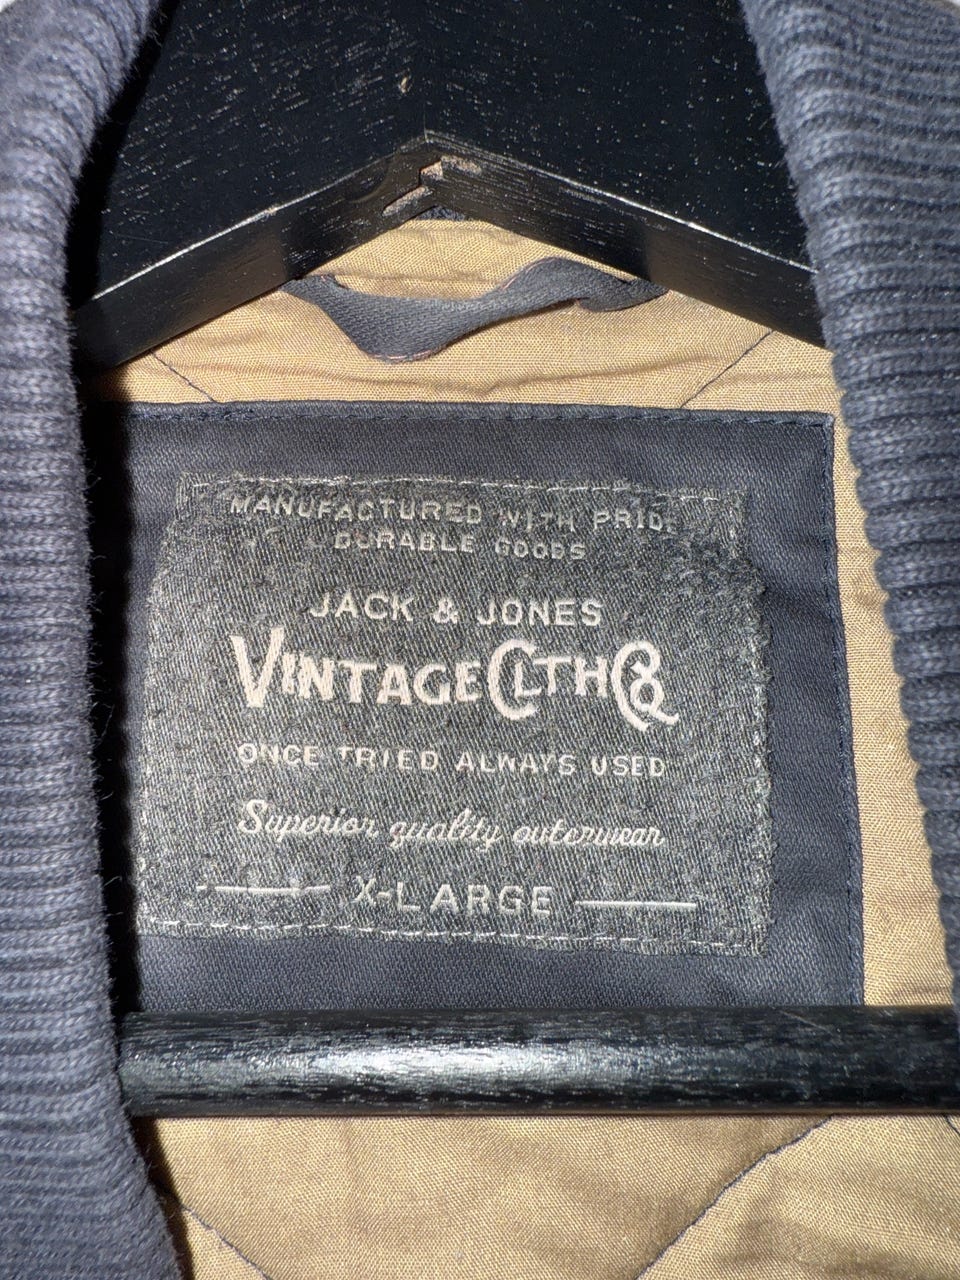 MANUFACTURED WITH PRIDE
DURABLE GOODS
JACK & JONES
VINTAGE CLTH Co
ONCE TRIED ALWAYS USED
Superior quality outerwear
X-LARGE